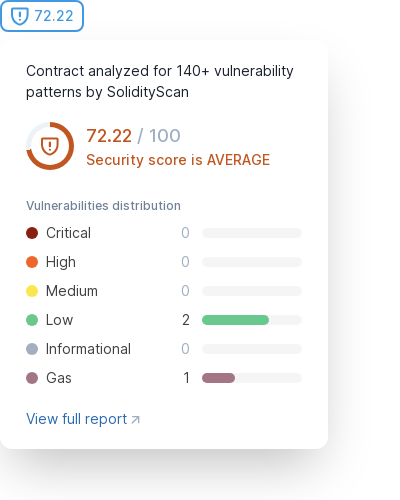 72.22
Contract analyzed for 140+ vulnerability
patterns by SolidityScan
72.22 / 100
Security score is AVERAGE
Vulnerabilities distribution
Critical 0
High 0
Medium 0
Low 2
Informational 0
Gas 1
View full report